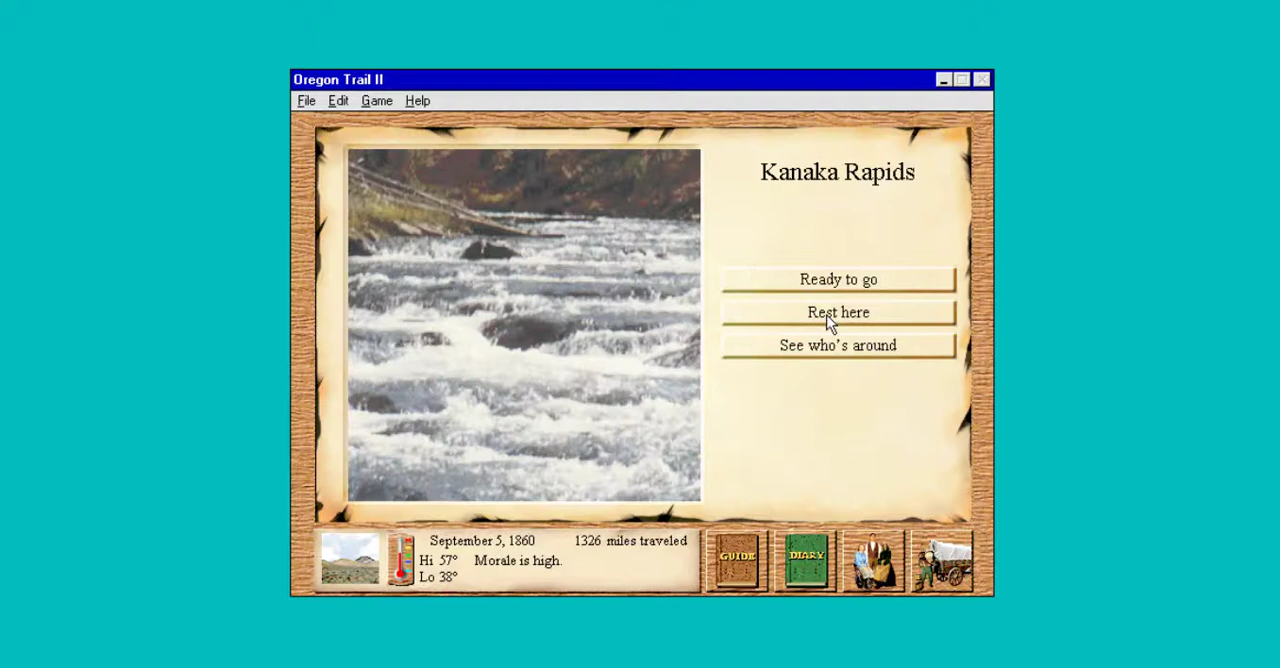 Oregon Trail II
File Edit Game Help
Kanaka Rapids
Ready to go
Rest here
See who's around
September 5, 1860 1326 miles traveled
Hi 57° Morale is high.
Lo 38°
GUIDE DIARY